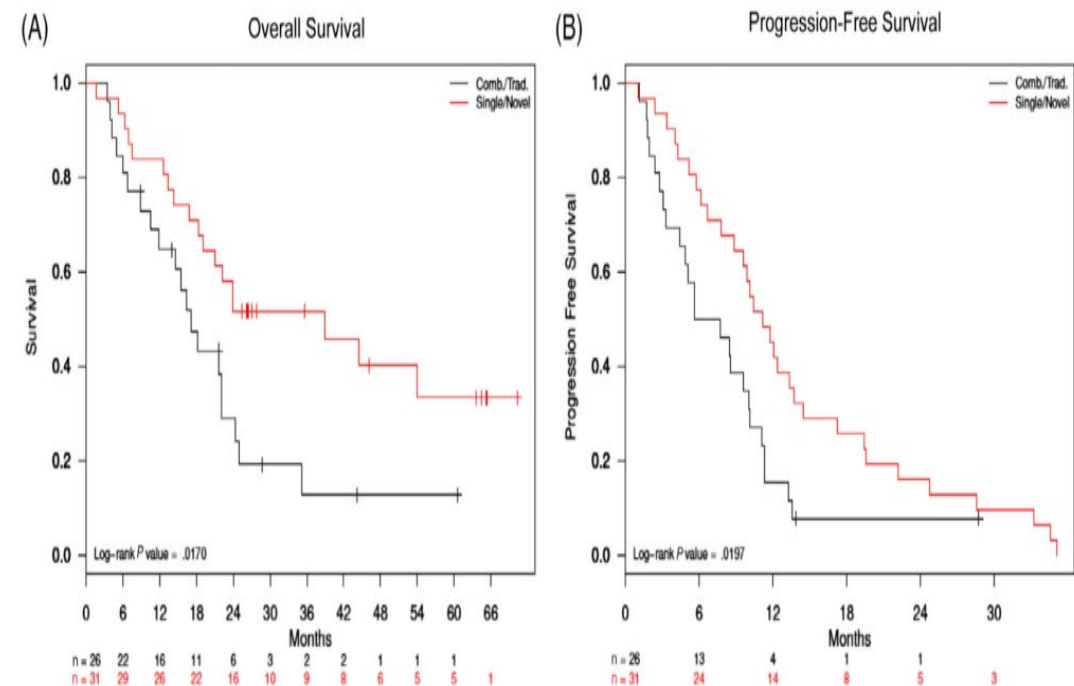 (A)
Overall Survival
Comb./Trad.
Single/Novel
1.0
0.8
0.6
0.4
0.2
0.0
Survival
Log-rank P value = .0170
0 6 12 18 24 30 36 42 48 54 60 66
Months
n = 26 22 16 11 6 3 2 2 1 1 1
n = 31 29 26 22 16 10 9 8 6 5 5 1
(B)
Progression-Free Survival
Comb./Trad.
Single/Novel
1.0
0.8
0.6
0.4
0.2
0.0
Progression Free Survival
Log-rank P value = .0197
0 6 12 18 24 30
Months
n = 26 13 4 1 1
n = 31 24 14 8 5 3